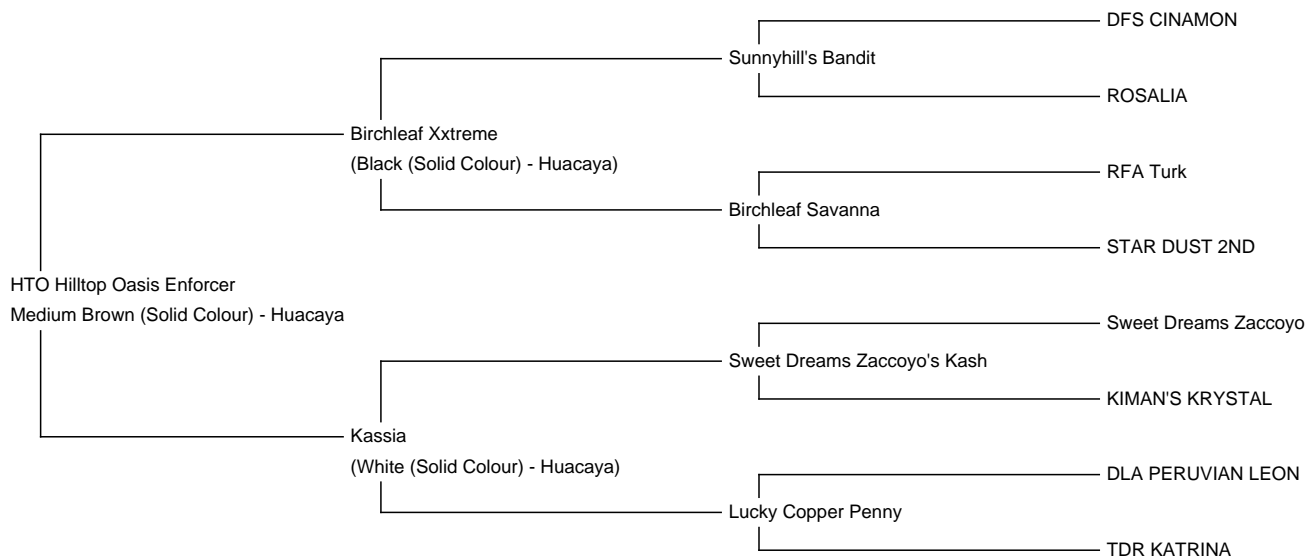 DFS CINAMON
Sunnyhill's Bandit
ROSALIA
Birchleaf Xxtreme
(Black (Solid Colour) - Huacaya)
RFA Turk
Birchleaf Savanna
STAR DUST 2ND
HTO Hilltop Oasis Enforcer
Medium Brown (Solid Colour) - Huacaya
Sweet Dreams Zaccoyo
Sweet Dreams Zaccoyo's Kash
KIMAN'S KRYSTAL
Kassia
(White (Solid Colour) - Huacaya)
DLA PERUVIAN LEON
Lucky Copper Penny
TDR KATRINA